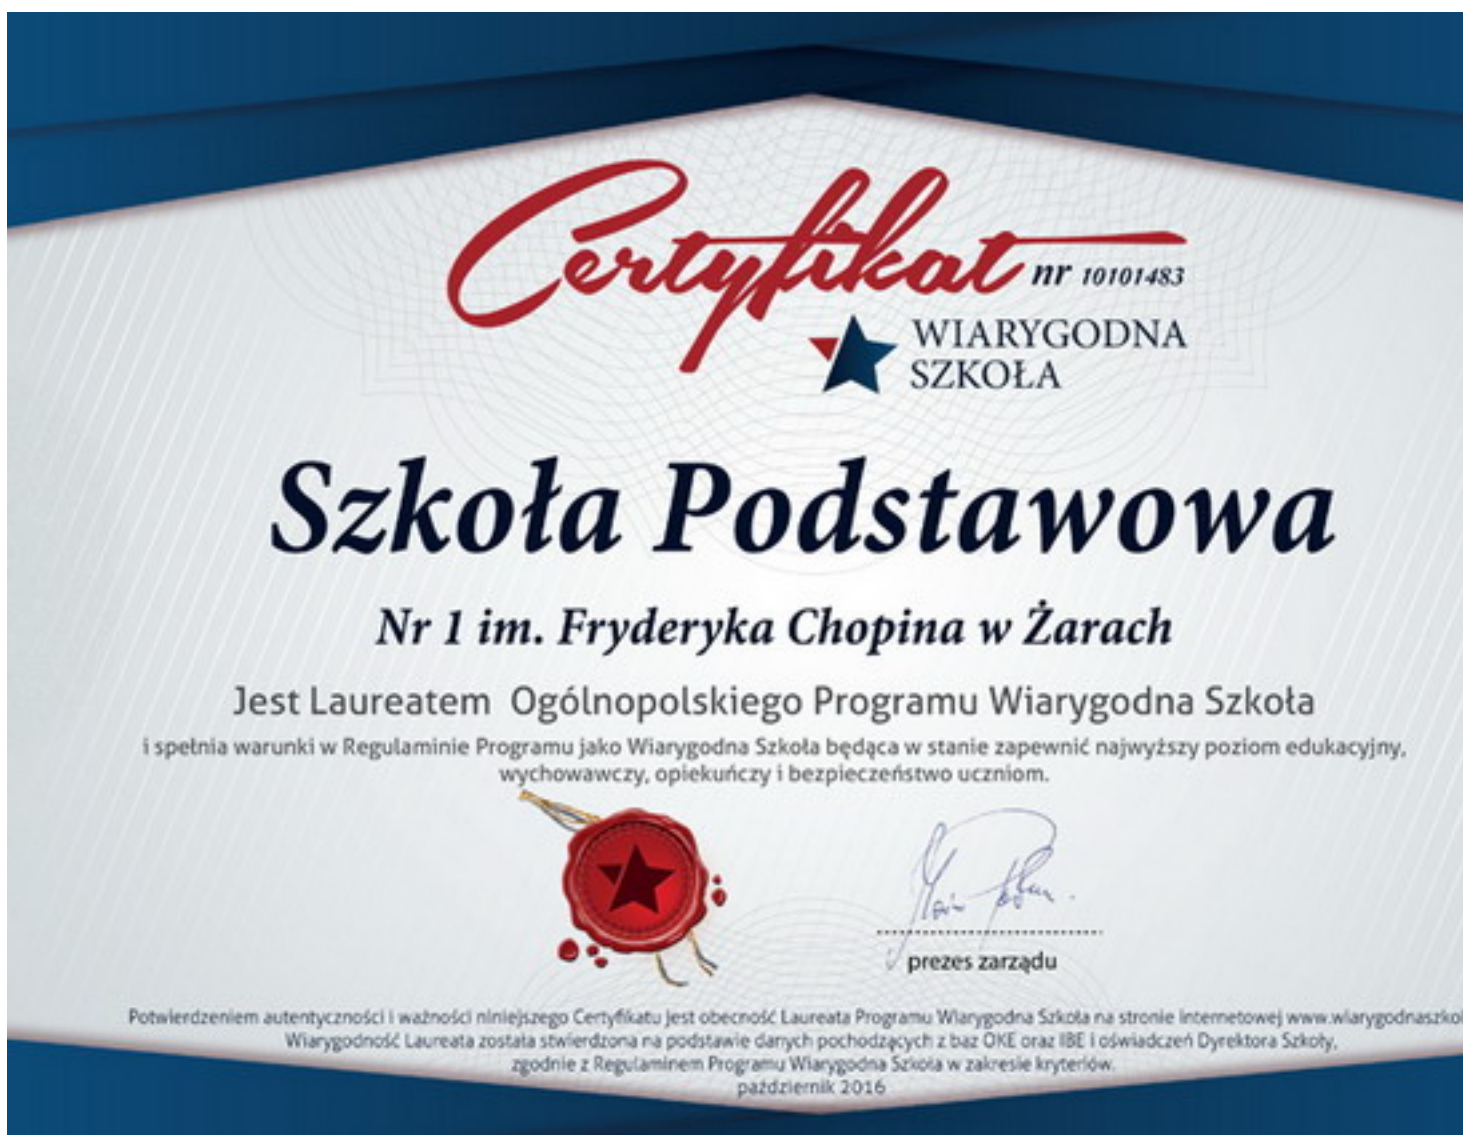 Certyfikat nr 10101483
WIARYGODNA
SZKOŁA
Szkoła Podstawowa
Nr 1 im. Fryderyka Chopina w Żarach
Jest Laureatem Ogólnopolskiego Programu Wiarygodna Szkoła
i spełnia warunki w Regulaminie Programu jako Wiarygodna Szkoła będąca w stanie zapewnić najwyższy poziom edukacyjny,
wychowawczy, opiekuńczy i bezpieczeństwo uczniom.
prezes zarządu
Potwierdzeniem autentyczności i ważności niniejszego Certyfikatu jest obecność Laureata Programu Wiarygodna Szkoła na stronie internetowej www.wiarygodnaszkol
Wiarygodność Laureata została stwierdzona na podstawie danych pochodzących z baz OKE oraz IBE i oświadczeń Dyrektora Szkoły,
zgodnie z Regulaminem Programu Wiarygodna Szkoła w zakresie kryteriów.
październik 2016